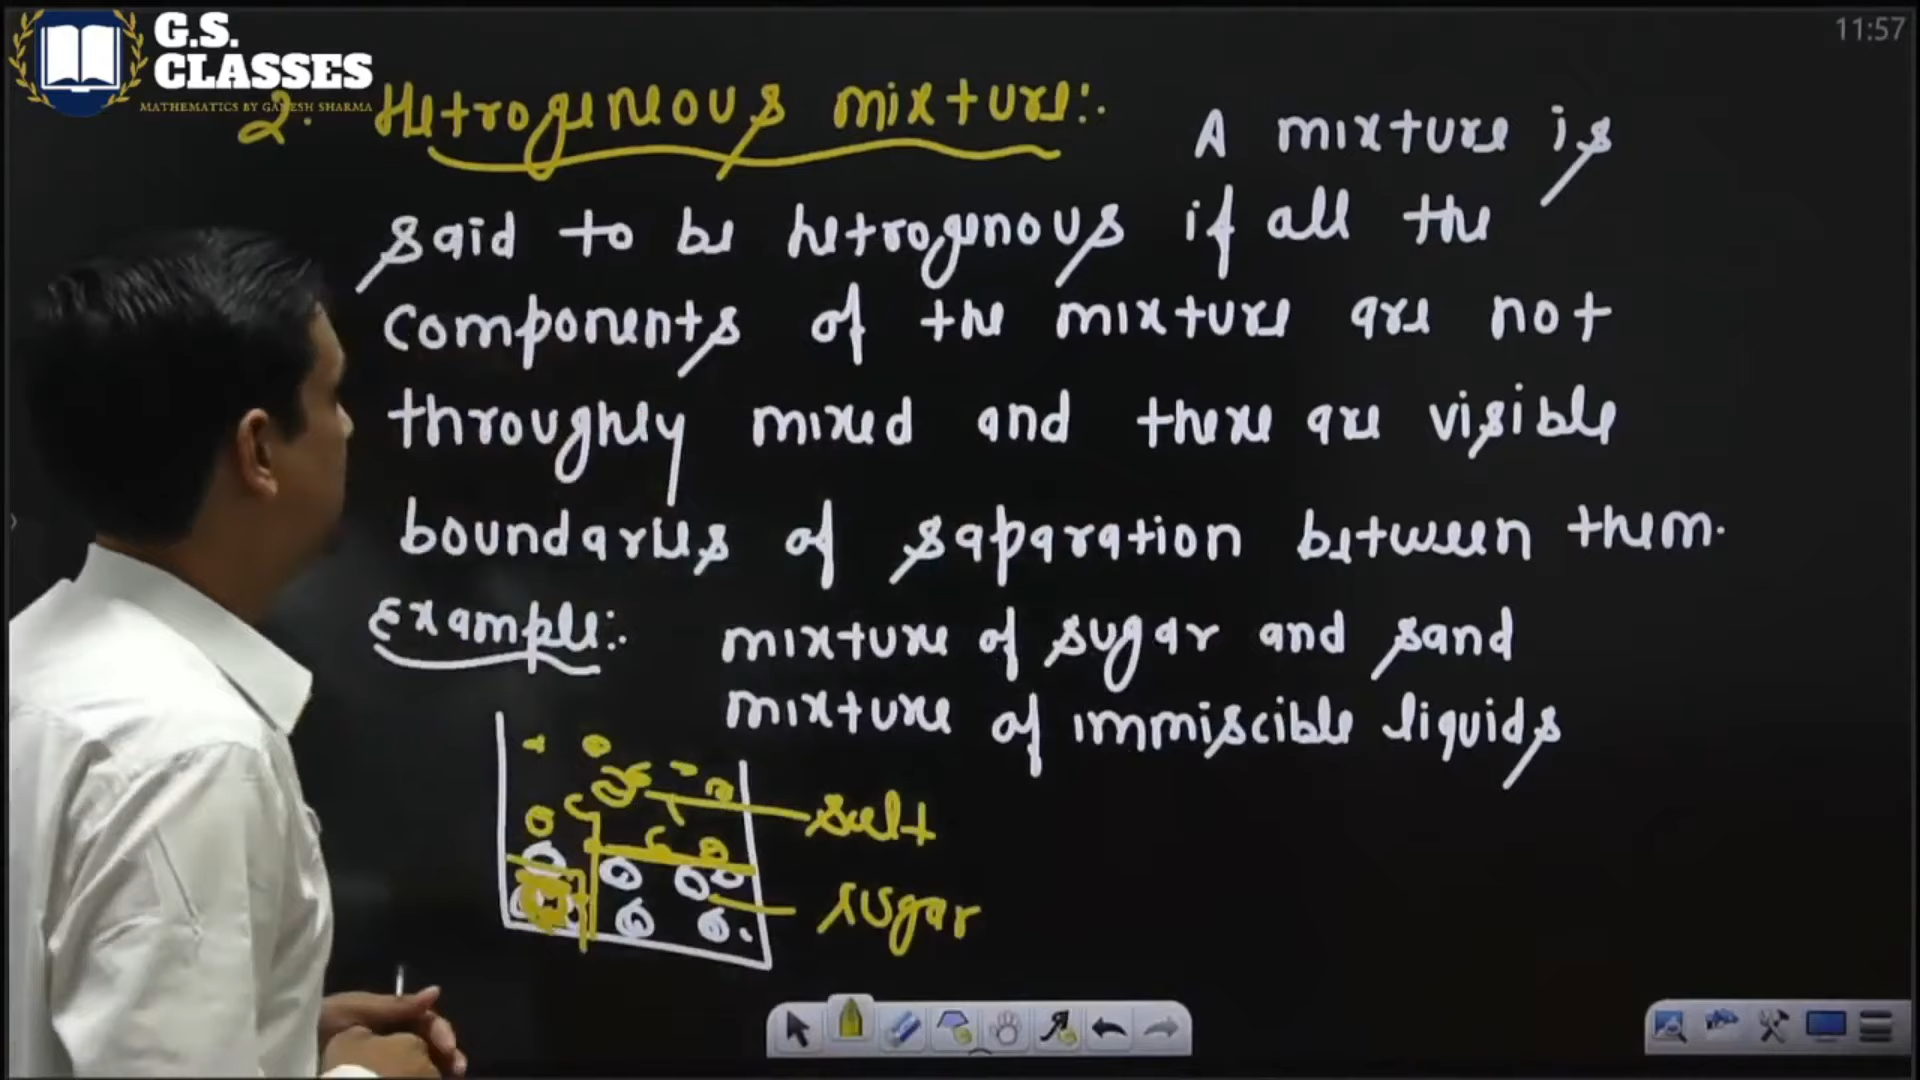 G.S.
CLASSES
MATHEMATICS BY GANESH SHARMA
11:57
2. Hetrogeneous mixture:. A mixture is
said to be hetrogenous if all the
components of the mixture are not
throughly mixed and there are visible
boundaries of saparation between them.
Example:. mixture of sugar and sand
mixture of immiscible liquids
salt
sugar